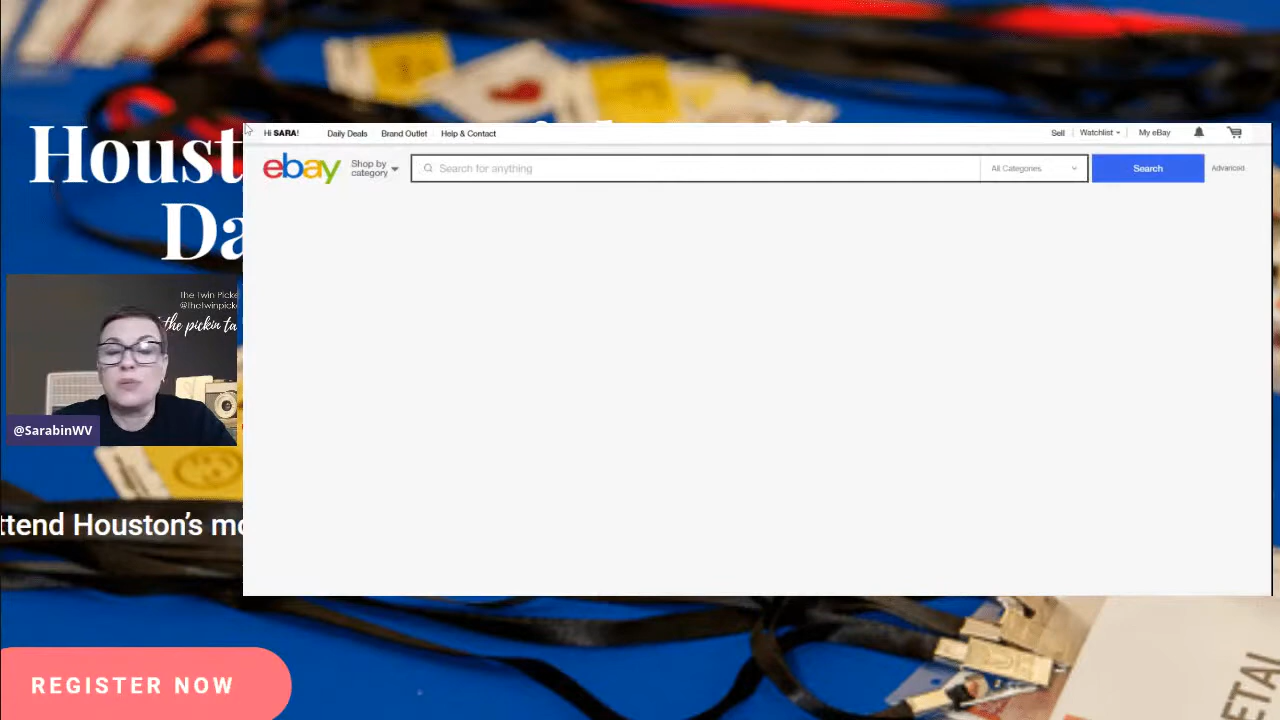 Houst
Da
Hi SARA!
Daily Deals
Brand Outlet
Help & Contact
Sell
Watchlist
My eBay
ebay
Shop by
category
Search for anything
All Categories
Search
Advanced
the Twin Picke
@thetwinpick
the pickin ta
@SarabinWV
ttend Houston's mo
REGISTER NOW
ETAI